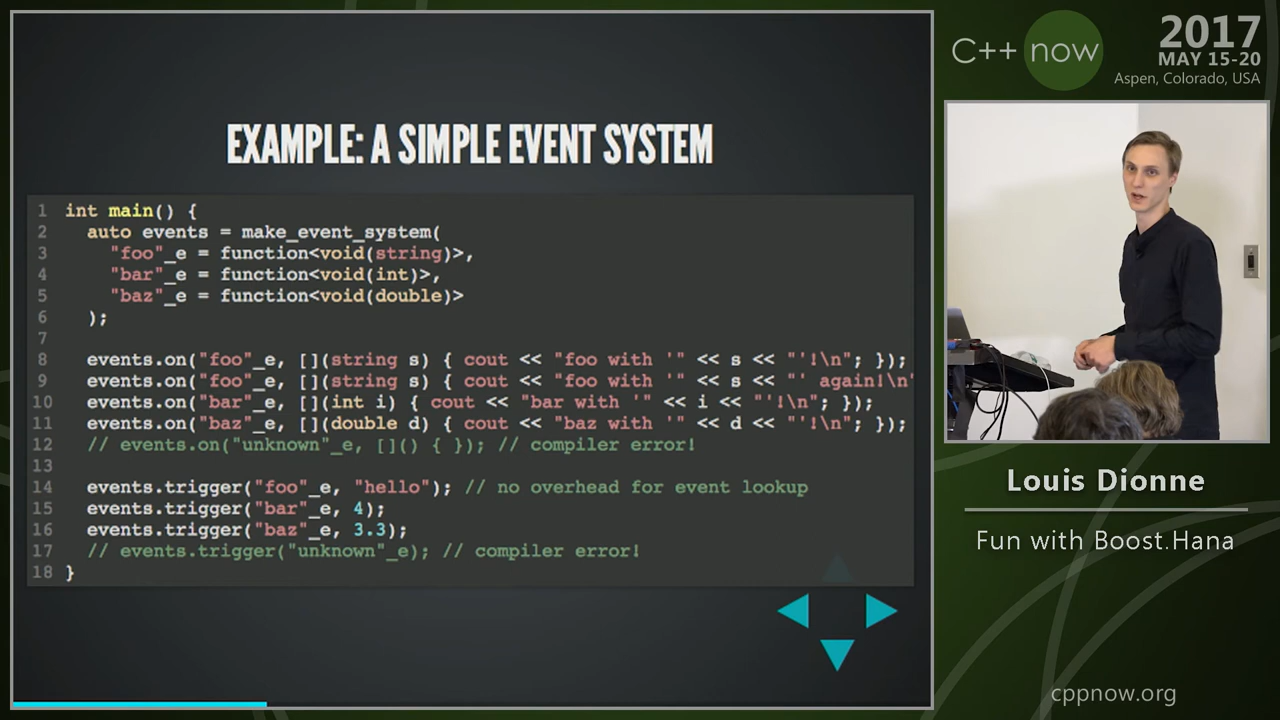 EXAMPLE: A SIMPLE EVENT SYSTEM
1 int main() {
2 auto events = make_event_system(
3 "foo"_e = function<void(string)>,
4 "bar"_e = function<void(int)>,
5 "baz"_e = function<void(double)>
6 );
7
8 events.on("foo"_e, [](string s) { cout << "foo with '" << s << "'!\n"; });
9 events.on("foo"_e, [](string s) { cout << "foo with '" << s << "' again!\n"
10 events.on("bar"_e, [](int i) { cout << "bar with '" << i << "'!\n"; });
11 events.on("baz"_e, [](double d) { cout << "baz with '" << d << "'!\n"; });
12 // events.on("unknown"_e, []() { }); // compiler error!
13
14 events.trigger("foo"_e, "hello"); // no overhead for event lookup
15 events.trigger("bar"_e, 4);
16 events.trigger("baz"_e, 3.3);
17 // events.trigger("unknown"_e); // compiler error!
18 }
C++ now
2017
MAY 15-20
Aspen, Colorado, USA
Louis Dionne
Fun with Boost.Hana
cppnow.org